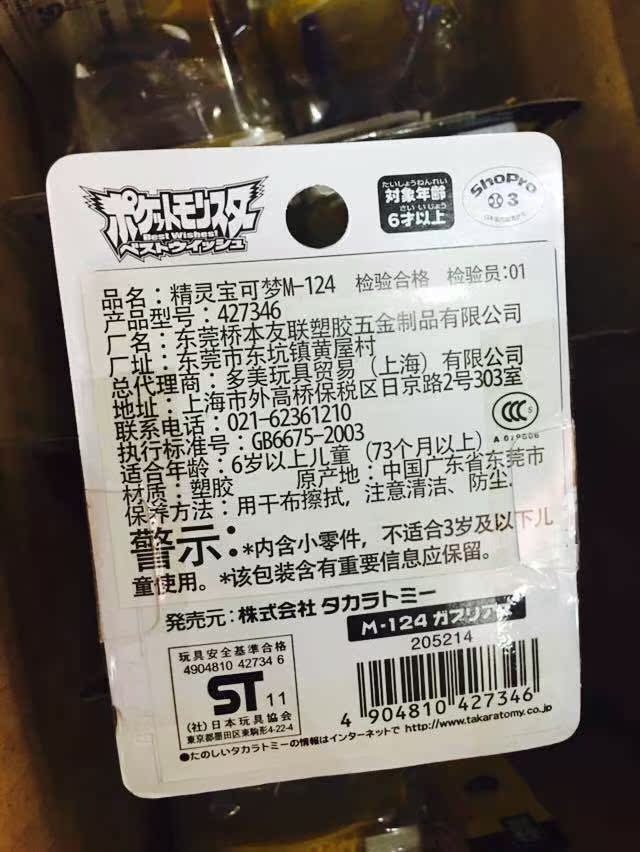 ポケットモンスター
Best Wishes!
ベストウイッシュ
たいしょうねんれい
対象年齢
さい いじょう
6才以上
ShoPro
3
品名：精灵宝可梦M-124 检验合格 检验员:01
产品型号：427346
厂名：东莞桥本友联塑胶五金制品有限公司
厂址：东莞市东坑镇黄屋村
总代理商：多美玩具贸易（上海）有限公司
地址：上海市外高桥保税区日京路2号303室
联系电话：021-62361210
执行标准号：GB6675-2003
CCC S
适合年龄：6岁以上儿童（73个月以上）
材质：塑胶 原产地：中国广东省东莞市
保养方法：用干布擦拭，注意清洁、防尘.
警示:*内含小零件，不适合3岁及以下儿
童使用。*该包装含有重要信息应保留。
発売元：株式会社 タカラトミー
M-124 ガブリアス
205214
玩具安全基準合格
4904810 42734 6
ST 11
(社)日本玩具協会
東京都墨田区東駒形4-22-4
4 904810 427346
●たのしいタカラトミーの情報はインターネットで http://www.takaratomy.co.jp